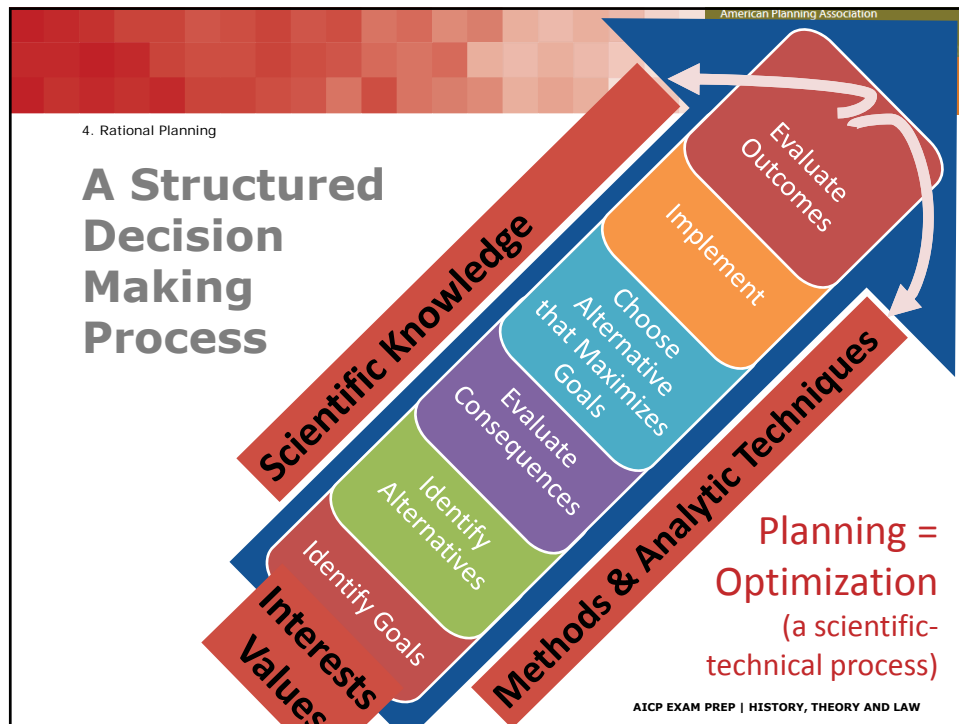 American Planning Association
4. Rational Planning
A Structured
Decision
Making
Process
Scientific Knowledge
Evaluate
Outcomes
Implement
Choose
Alternative
that Maximizes
Goals
Evaluate
Consequences
Identify
Alternatives
Identify Goals
Interests
Values
Methods & Analytic Techniques
Planning =
Optimization
(a scientific-
technical process)
AICP EXAM PREP | HISTORY, THEORY AND LAW